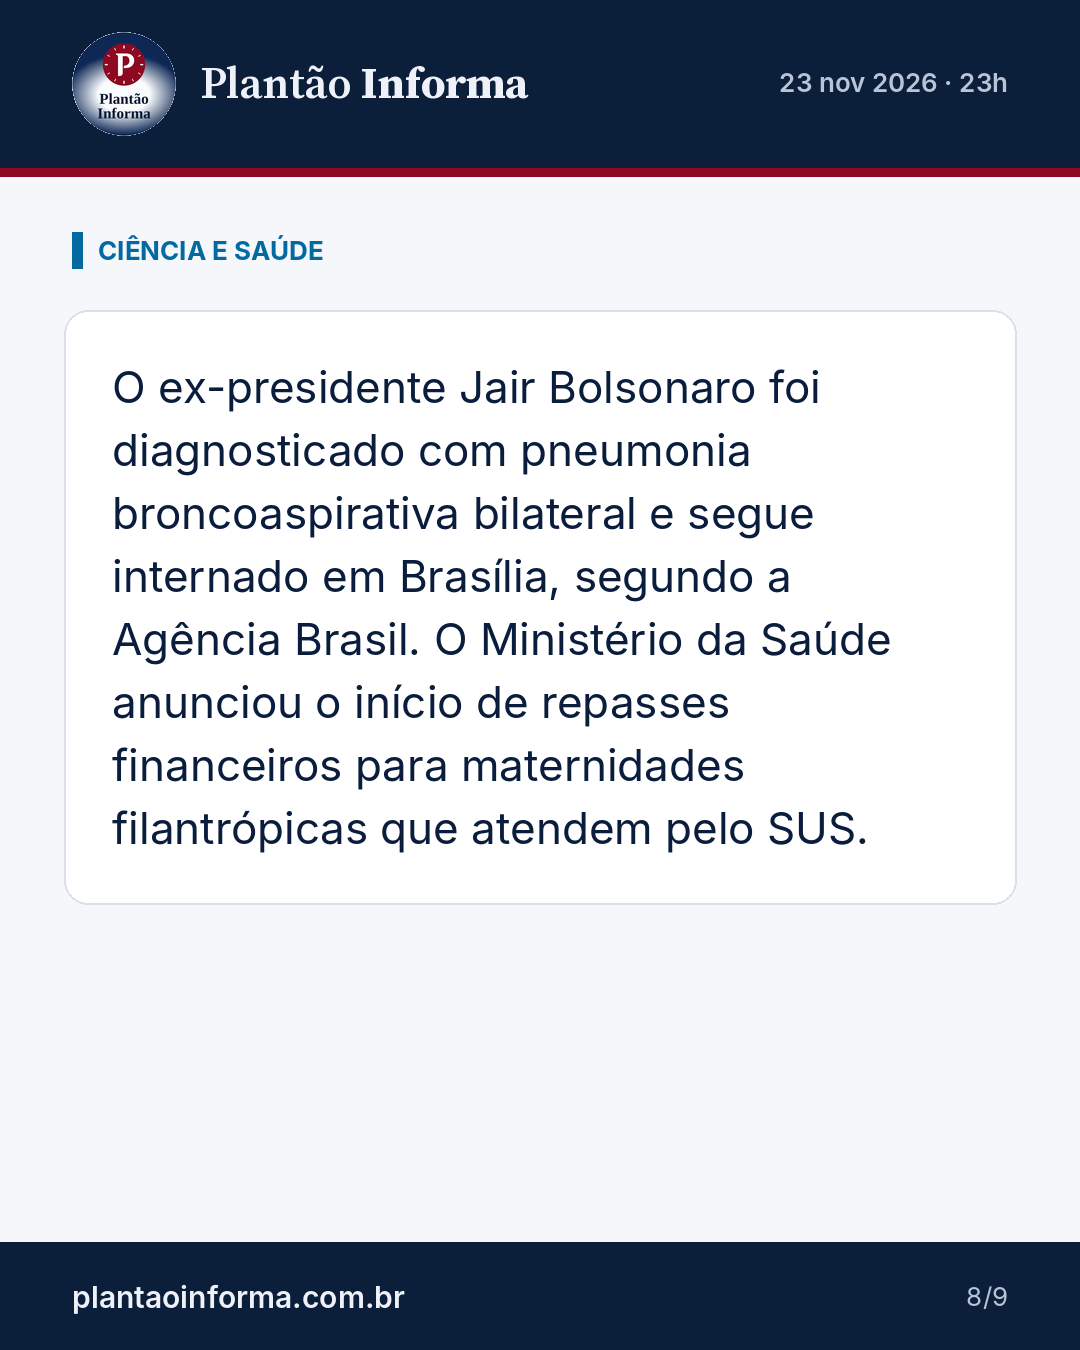 P
Plantão
Informa
Plantão Informa
23 nov 2026 · 23h
CIÊNCIA E SAÚDE
O ex-presidente Jair Bolsonaro foi
diagnosticado com pneumonia
broncoaspirativa bilateral e segue
internado em Brasília, segundo a
Agência Brasil. O Ministério da Saúde
anunciou o início de repasses
financeiros para maternidades
filantrópicas que atendem pelo SUS.
plantaoinforma.com.br
8/9